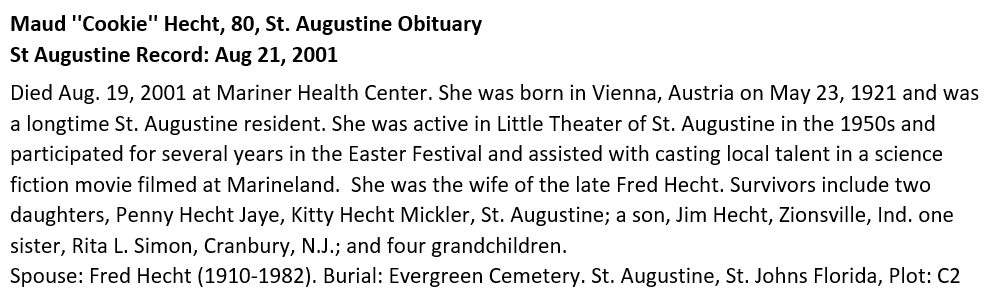 Maud "Cookie" Hecht, 80, St. Augustine Obituary
St Augustine Record: Aug 21, 2001
Died Aug. 19, 2001 at Mariner Health Center. She was born in Vienna, Austria on May 23, 1921 and was
a longtime St. Augustine resident. She was active in Little Theater of St. Augustine in the 1950s and
participated for several years in the Easter Festival and assisted with casting local talent in a science
fiction movie filmed at Marineland.  She was the wife of the late Fred Hecht. Survivors include two
daughters, Penny Hecht Jaye, Kitty Hecht Mickler, St. Augustine; a son, Jim Hecht, Zionsville, Ind. one
sister, Rita L. Simon, Cranbury, N.J.; and four grandchildren.
Spouse: Fred Hecht (1910-1982). Burial: Evergreen Cemetery. St. Augustine, St. Johns Florida, Plot: C2